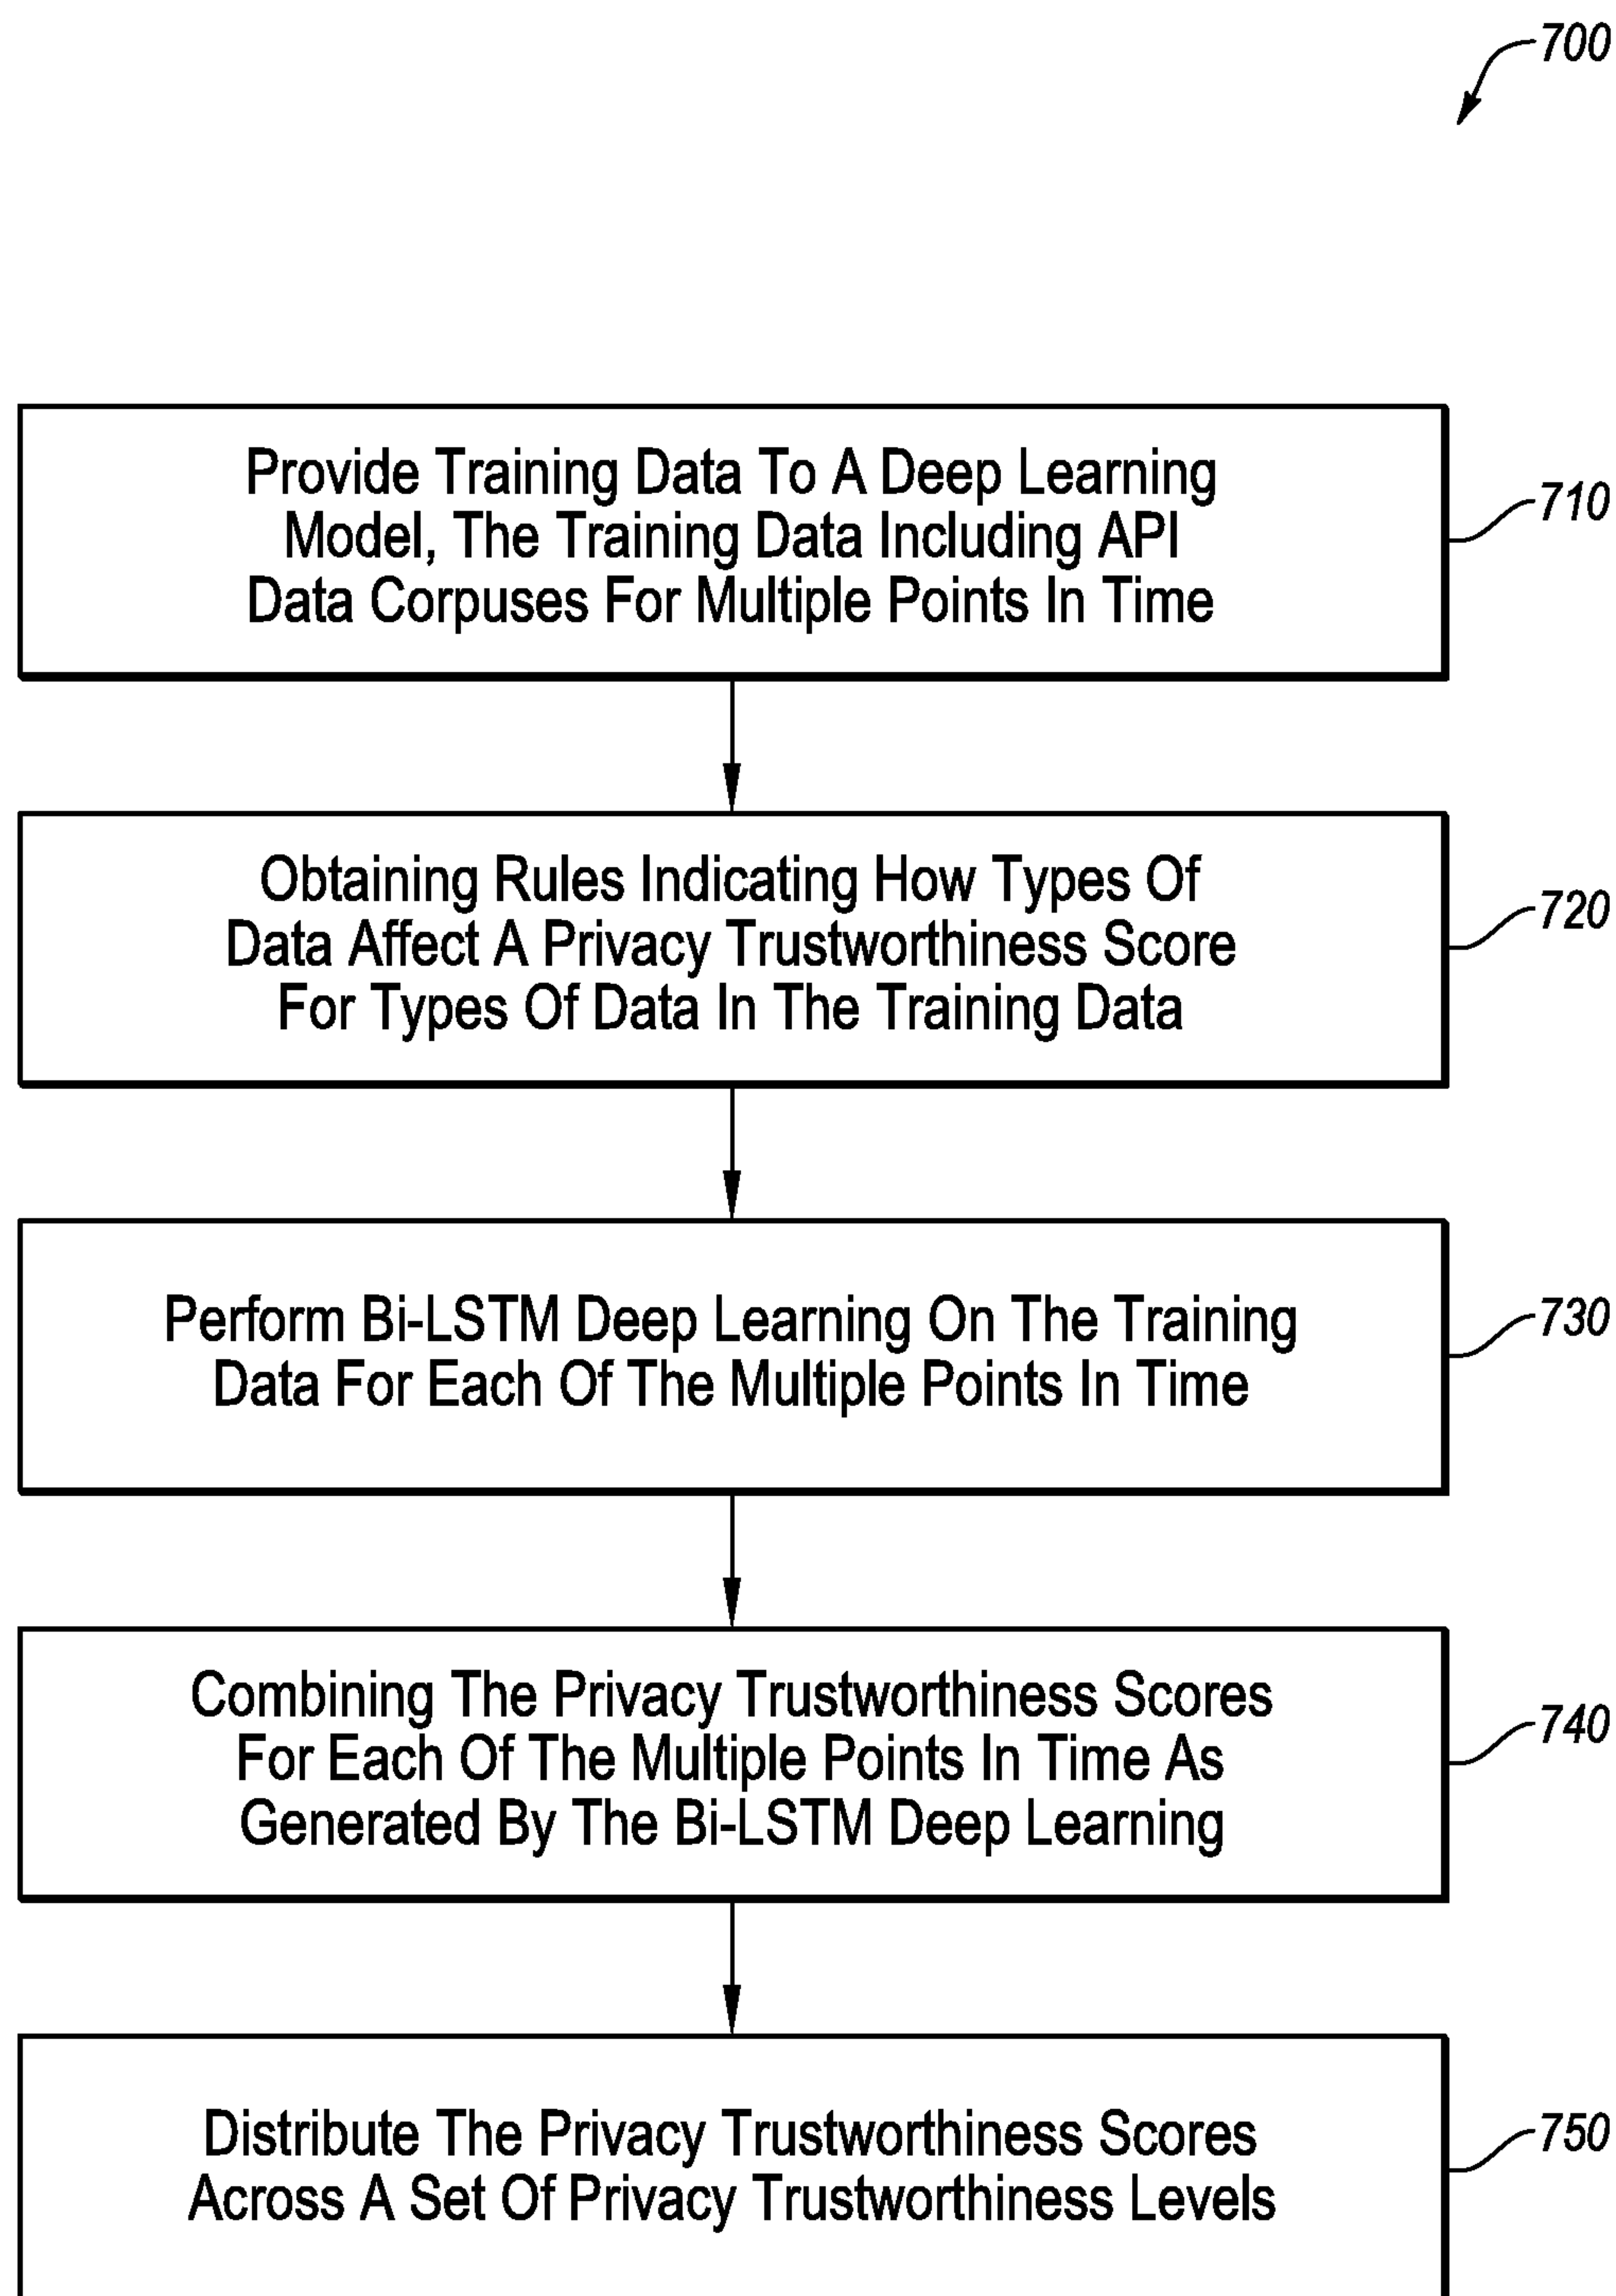 700
Provide Training Data To A Deep Learning
Model, The Training Data Including API
Data Corpuses For Multiple Points In Time
710
Obtaining Rules Indicating How Types Of
Data Affect A Privacy Trustworthiness Score
For Types Of Data In The Training Data
720
Perform Bi-LSTM Deep Learning On The Training
Data For Each Of The Multiple Points In Time
730
Combining The Privacy Trustworthiness Scores
For Each Of The Multiple Points In Time As
Generated By The Bi-LSTM Deep Learning
740
Distribute The Privacy Trustworthiness Scores
Across A Set Of Privacy Trustworthiness Levels
750